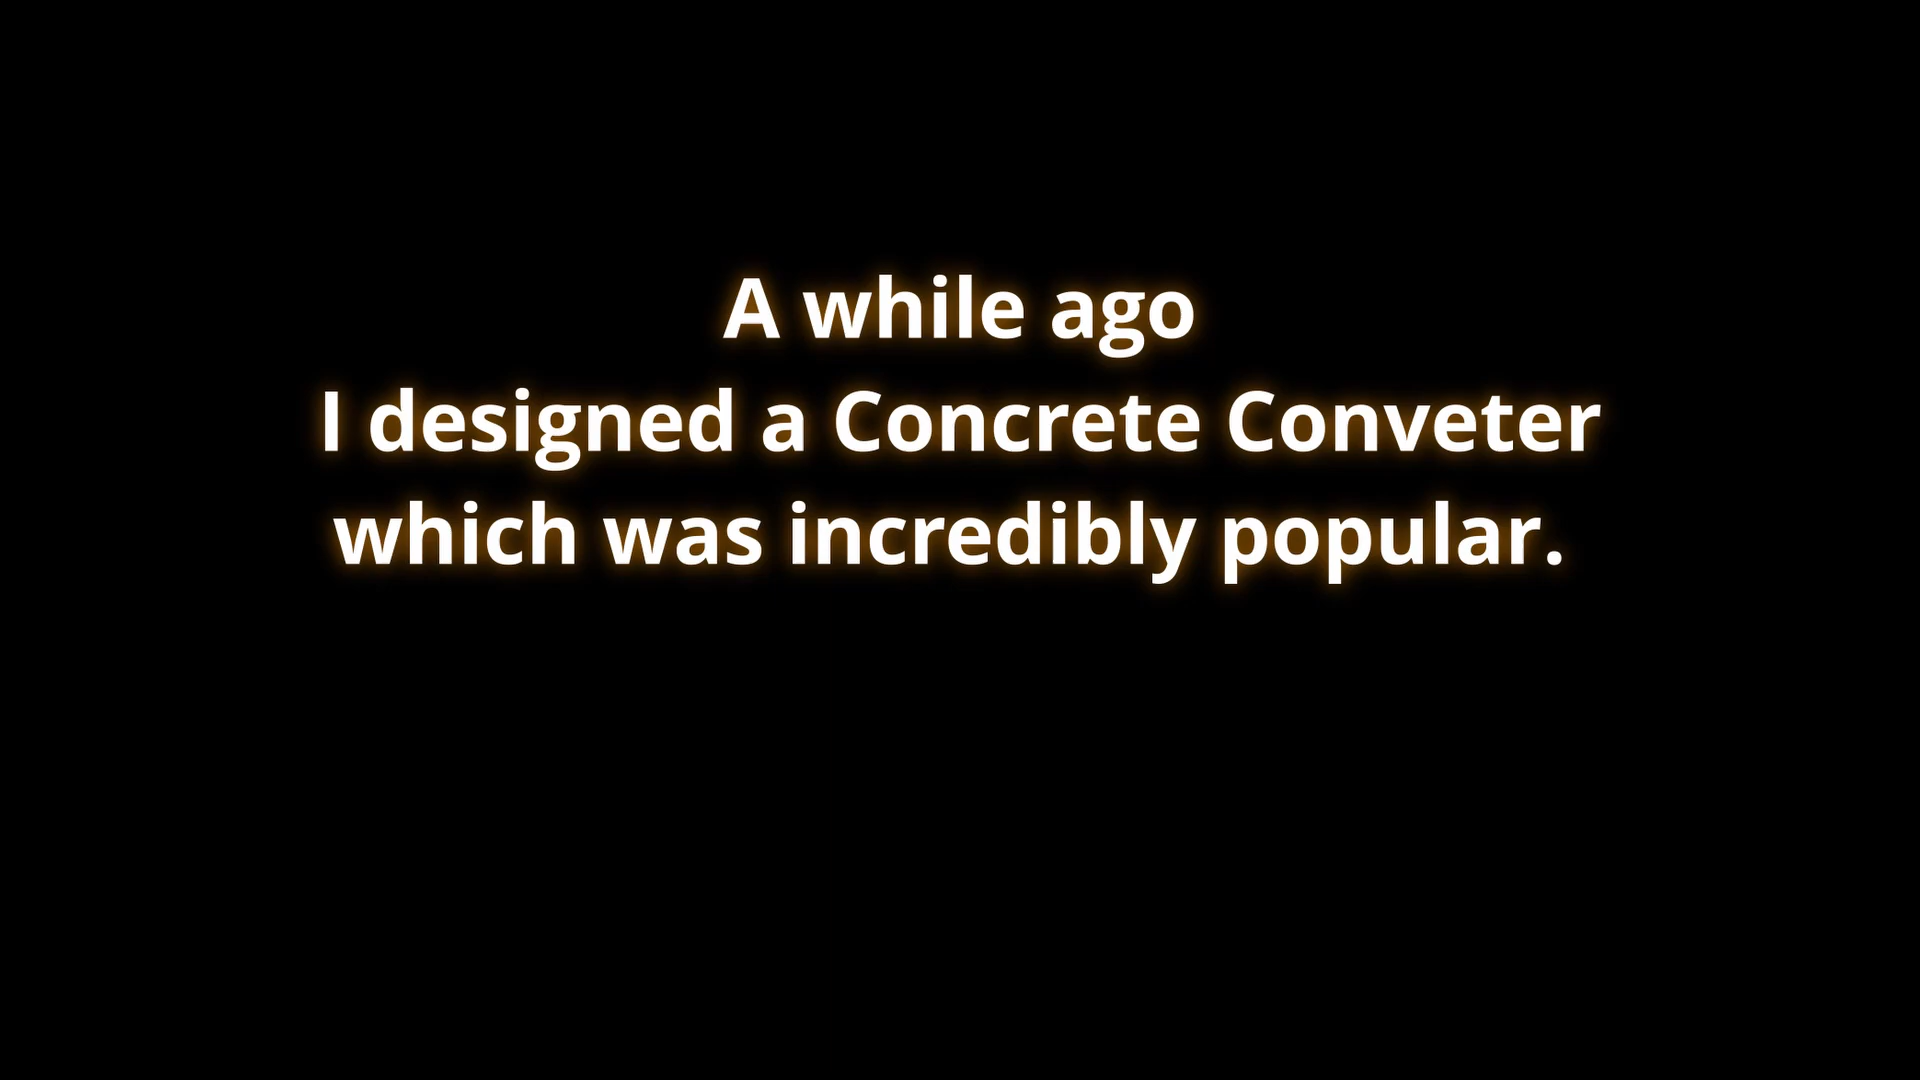 A while ago
I designed a Concrete Conveter
which was incredibly popular.